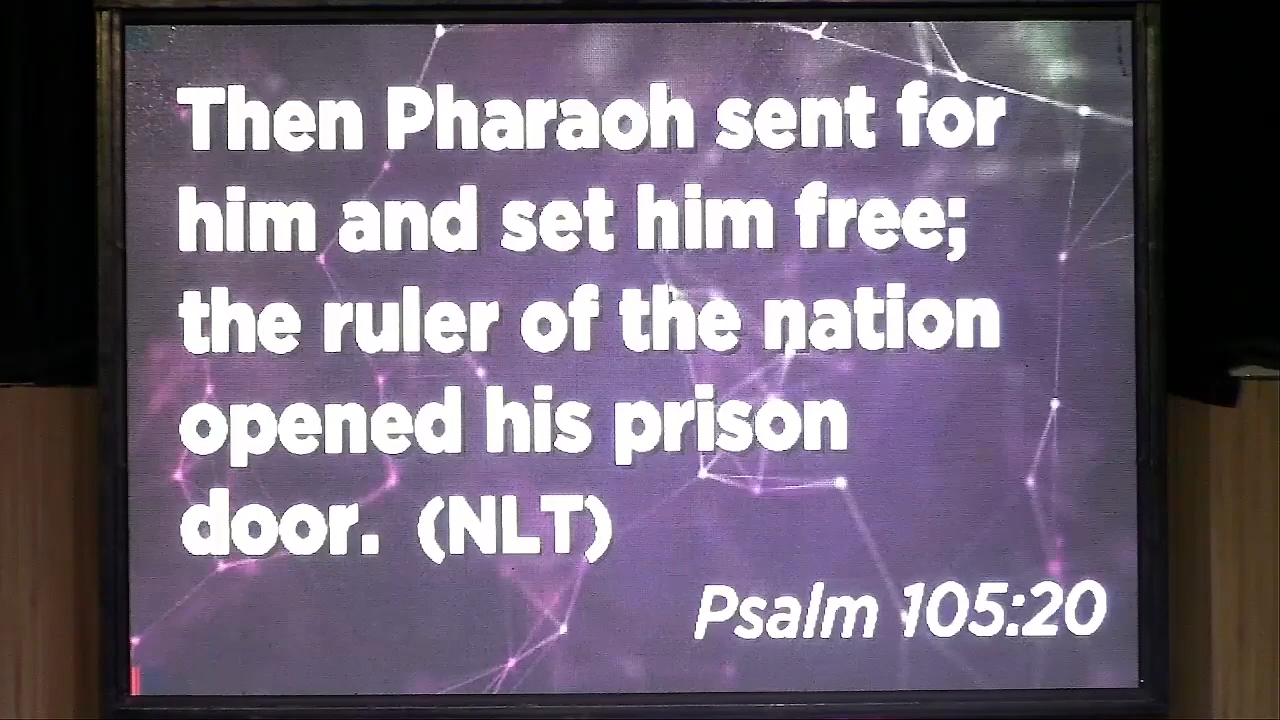 Then Pharaoh sent for
him and set him free;
the ruler of the nation
opened his prison
door. (NLT)
Psalm 105:20